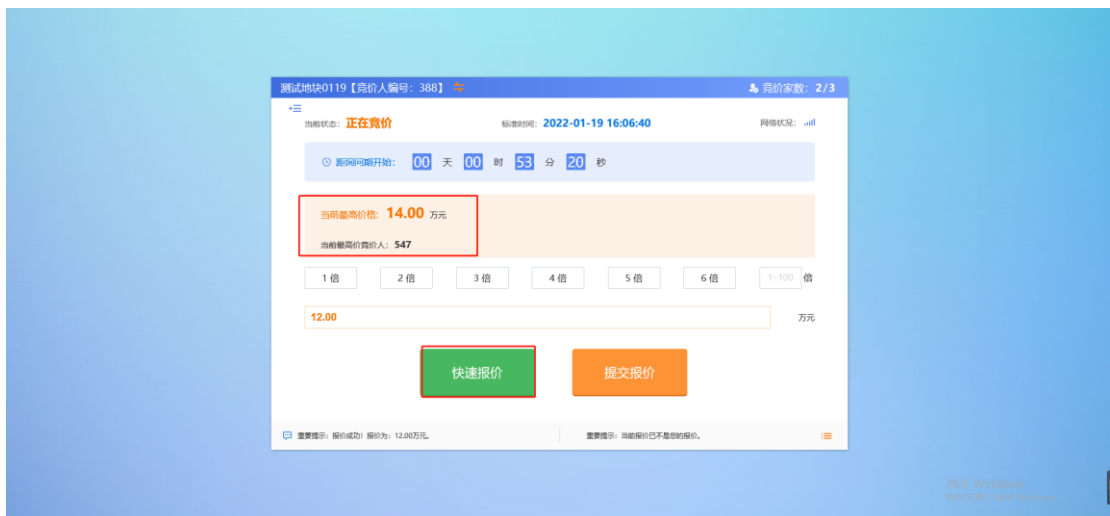 测试地块0119【竞价人编号：388】 竞价家数：2/3
当前状态：正在竞价 标准时间：2022-01-19 16:06:40 网络状况：
距询问期开始： 00 天 00 时 53 分 20 秒
当前最高价格：14.00 万元
当前最高价竞价人：547
1 倍 2 倍 3 倍 4 倍 5 倍 6 倍 1~100 倍
12.00 万元
快速报价 提交报价
重要提示：报价成功！报价为：12.00万元。 重要提示：当前报价已不是您的报价。
激活 Windows